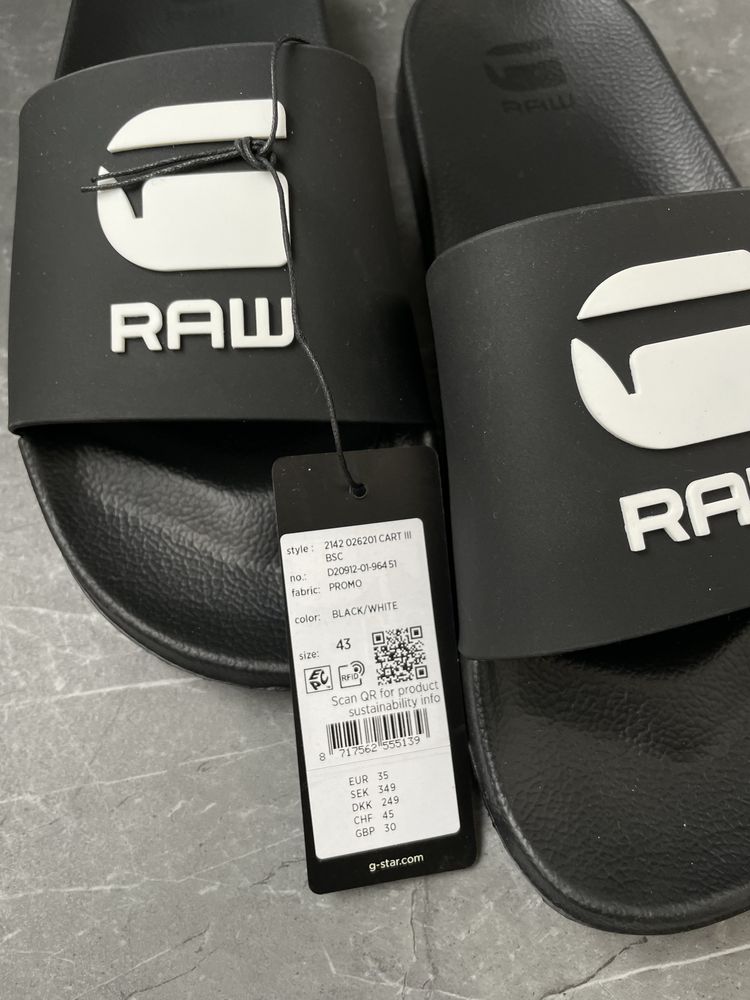 RAW
RAW
RAW
style : 2142 026201 CART III
BSC
no.: D20912-01-964 51
fabric: PROMO
color: BLACK/WHITE
size: 43
RFID
Scan QR for product
sustainability info
8 717562 555139
EUR 35
SEK 349
DKK 249
CHF 45
GBP 30
g-star.com